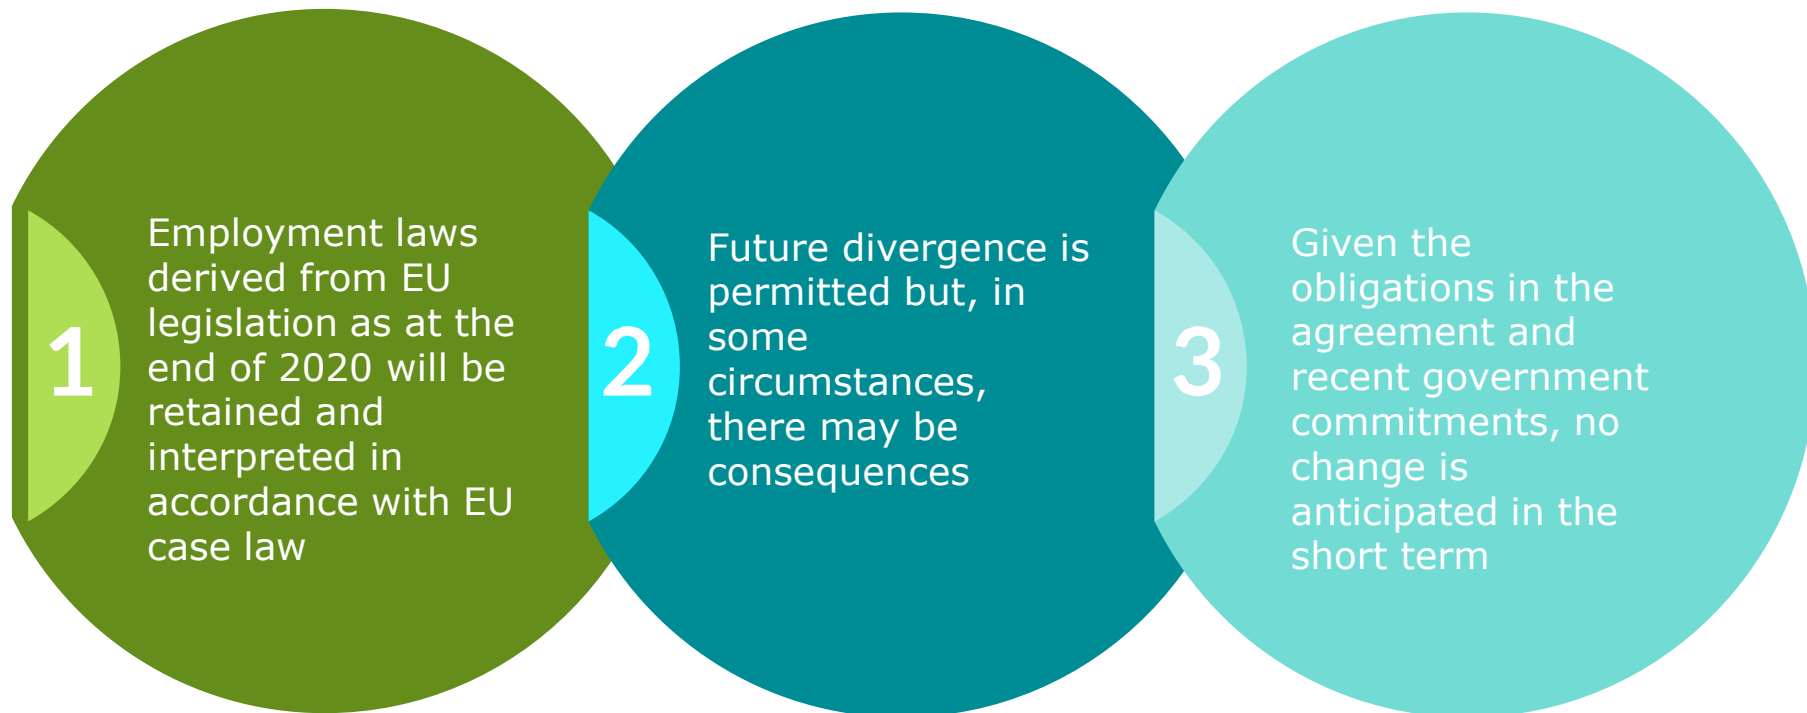 1
Employment laws
derived from EU
legislation as at the
end of 2020 will be
retained and
interpreted in
accordance with EU
case law
2
Future divergence is
permitted but, in
some
circumstances,
there may be
consequences
3
Given the
obligations in the
agreement and
recent government
commitments, no
change is
anticipated in the
short term